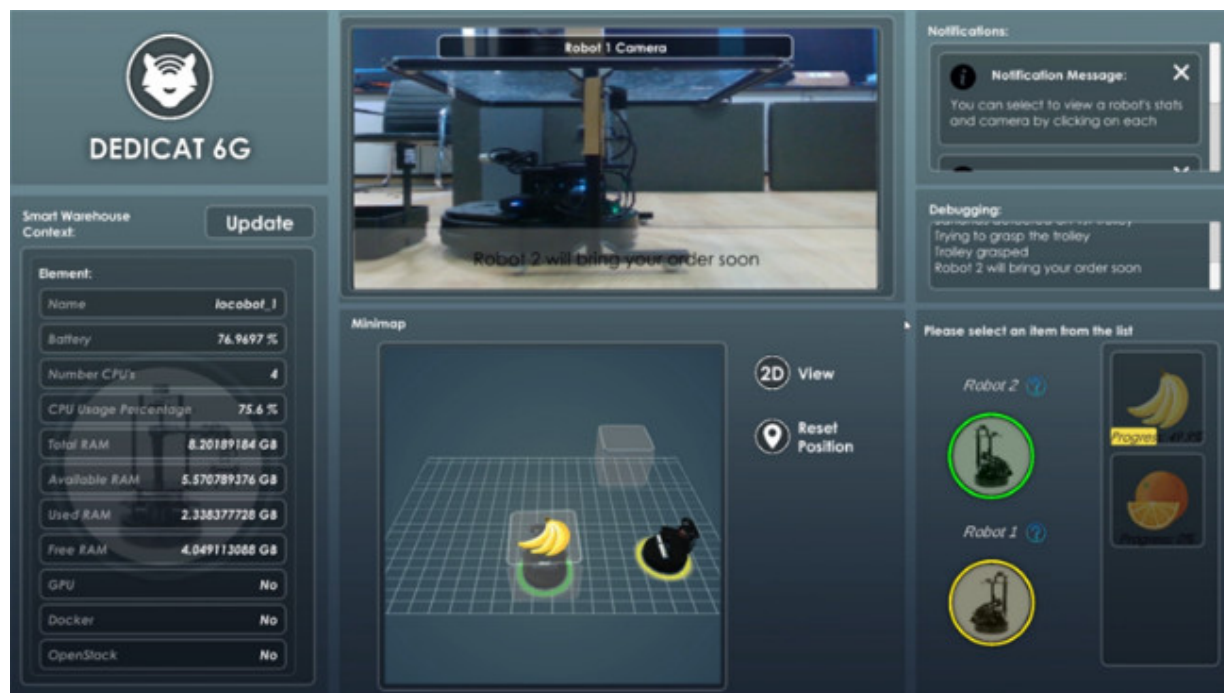 DEDICAT 6G
Smart Warehouse
Context:
Update
Element:
Name locobot_1
Battery 76.9697 %
Number CPU's 4
CPU Usage Percentage 75.6 %
Total RAM 8.20189184 GB
Available RAM 5.570789376 GB
Used RAM 2.338377728 GB
Free RAM 4.049113088 GB
GPU No
Docker No
OpenStack No
Robot 1 Camera
Robot 2 will bring your order soon
Minimap
2D View
Reset
Position
Notifications:
Notification Message:
You can select to view a robot's stats
and camera by clicking on each
Debugging:
Trying to grasp the trolley
Trolley grasped
Robot 2 will bring your order soon
Please select an item from the list
Robot 2
Robot 1
Progress: 49.9%
Progress: 0%